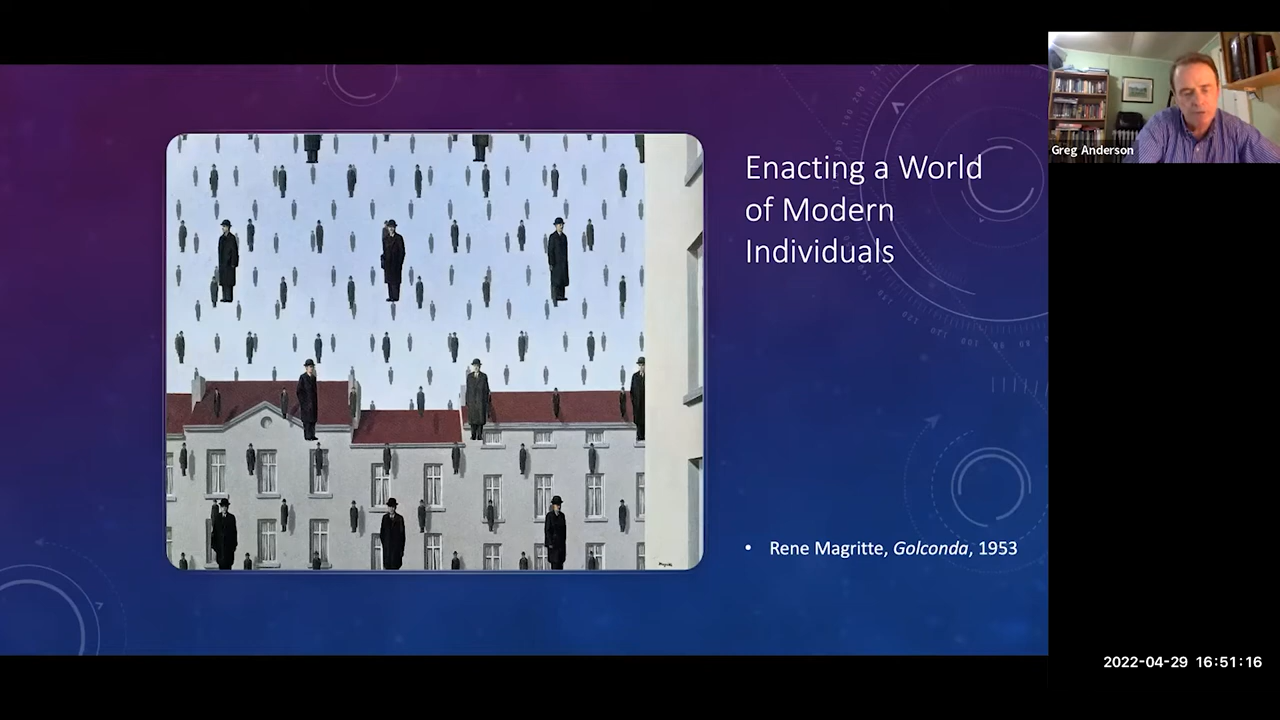 Enacting a World
of Modern
Individuals
• Rene Magritte, Golconda, 1953
Greg Anderson
2022-04-29 16:51:16